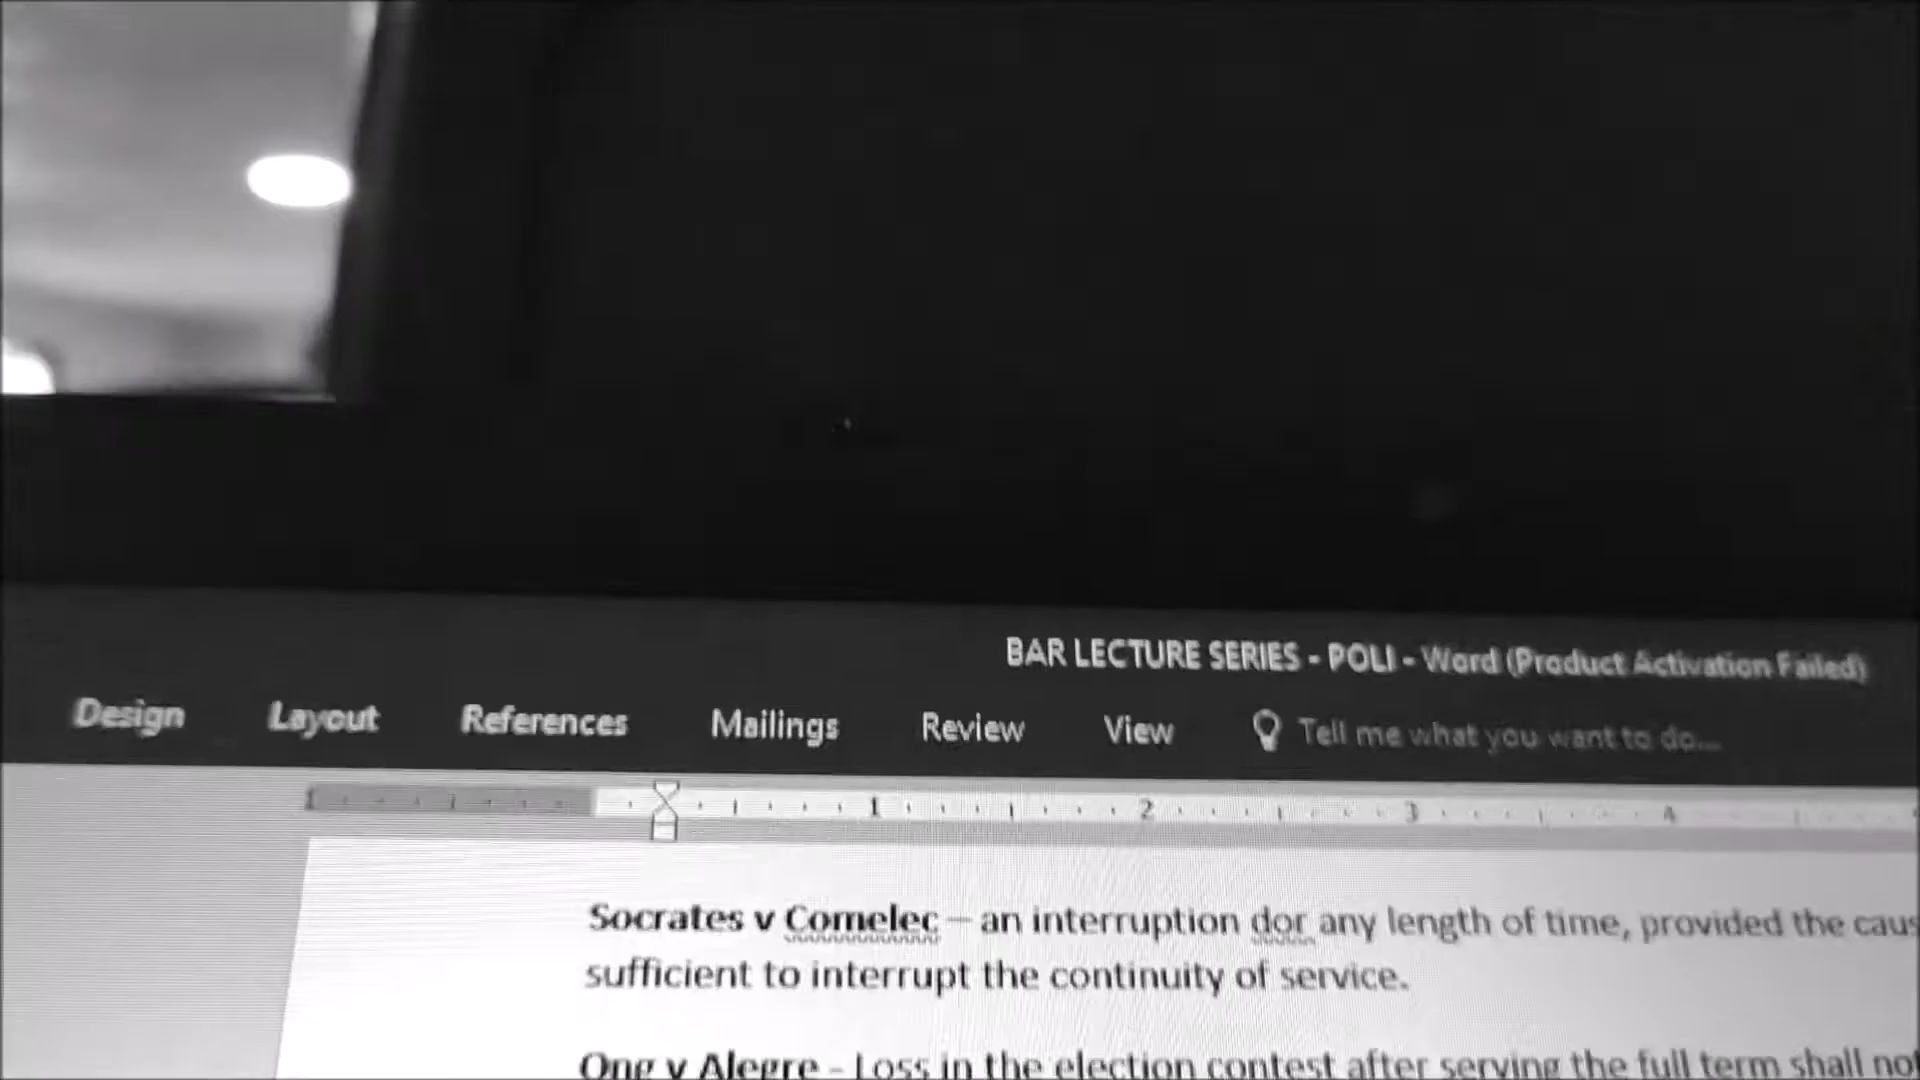 BAR LECTURE SERIES - POLI - Word (Product Activation Failed)
Design Layout References Mailings Review View Tell me what you want to do...
1 1 2 3 4
Socrates v Comelec – an interruption dor any length of time, provided the
sufficient to interrupt the continuity of service.
Ong v Alegre - Loss in the election contest after serving the full term shall